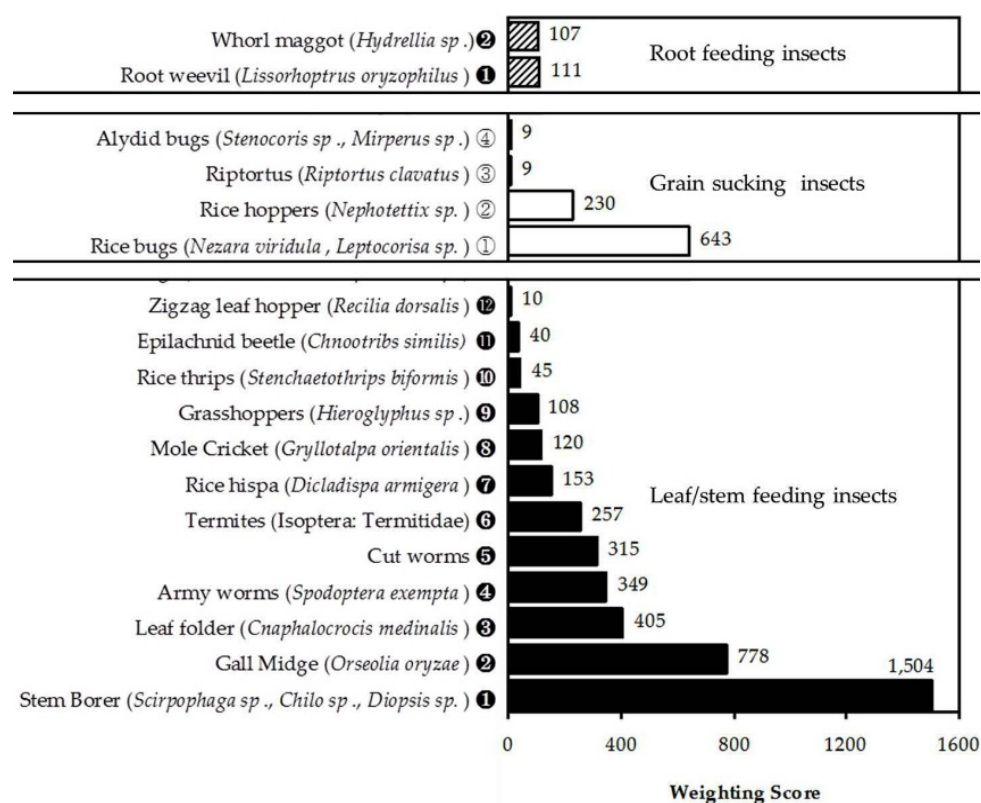 Whorl maggot (Hydrellia sp.)❷ 107
Root feeding insects
Root weevil (Lissorhoptrus oryzophilus ) ❶ 111
Alydid bugs (Stenocoris sp ., Mirperus sp .) ④ 9
Riptortus (Riptortus clavatus ) ③ 9
Grain sucking insects
Rice hoppers (Nephotettix sp. ) ② 230
Rice bugs (Nezara viridula , Leptocorisa sp. ) ① 643
Zigzag leaf hopper (Recilia dorsalis ) ⓬ 10
Epilachnid beetle (Chnootribs similis) ⓫ 40
Rice thrips (Stenchaetothrips biformis ) ❿ 45
Grasshoppers (Hieroglyphus sp .) ❾ 108
Mole Cricket (Gryllotalpa orientalis ) ❽ 120
Rice hispa (Dicladispa armigera ) ❼ 153
Leaf/stem feeding insects
Termites (Isoptera: Termitidae) ❻ 257
Cut worms ❺ 315
Army worms (Spodoptera exempta ) ❹ 349
Leaf folder (Cnaphalocrocis medinalis ) ❸ 405
Gall Midge (Orseolia oryzae ) ❷ 778
Stem Borer (Scirpophaga sp ., Chilo sp ., Diopsis sp. ) ❶ 1,504
0 400 800 1200 1600
Weighting Score